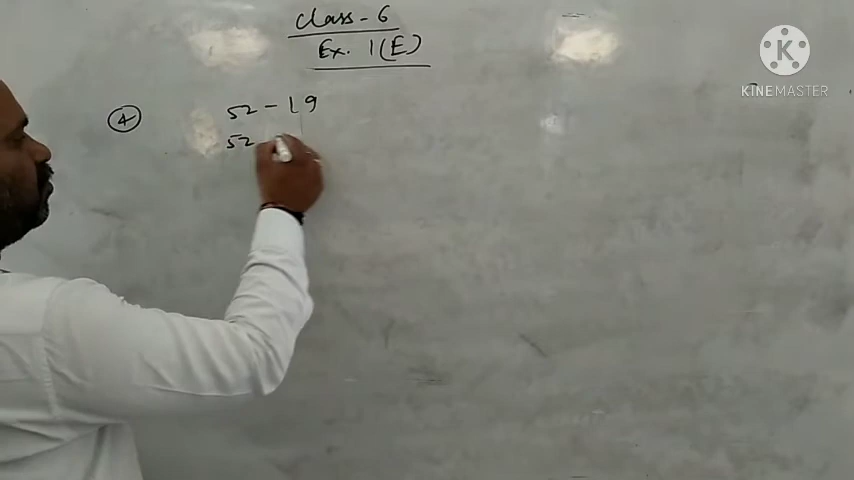 Class - 6
Ex. 1(E)
K
KINEMASTER
4
52 - 19
52